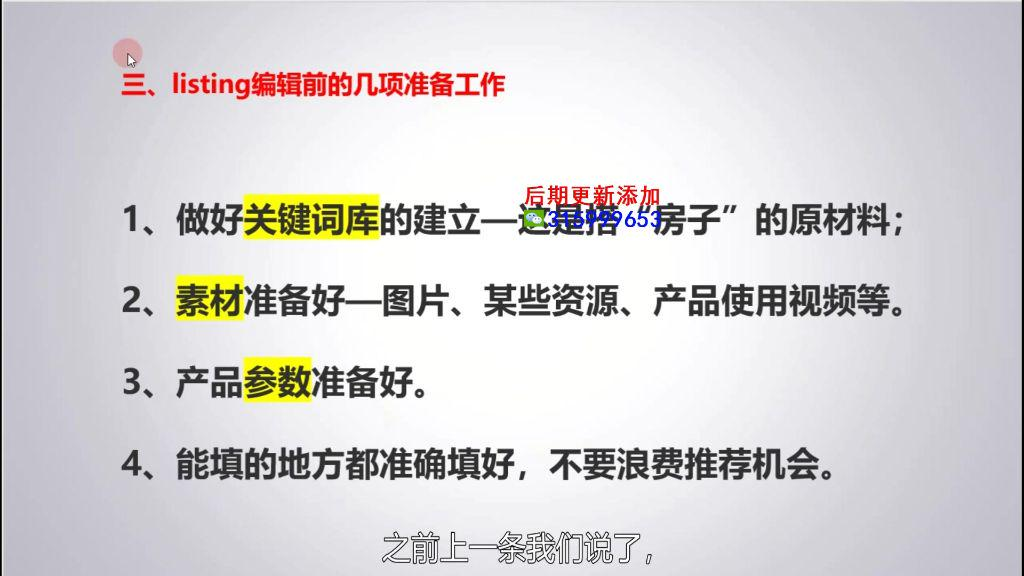 三、listing编辑前的几项准备工作
后期更新添加
316999653
1、做好关键词库的建立—这是搭“房子”的原材料；
2、素材准备好—图片、某些资源、产品使用视频等。
3、产品参数准备好。
4、能填的地方都准确填好，不要浪费推荐机会。
之前上一条我们说了，